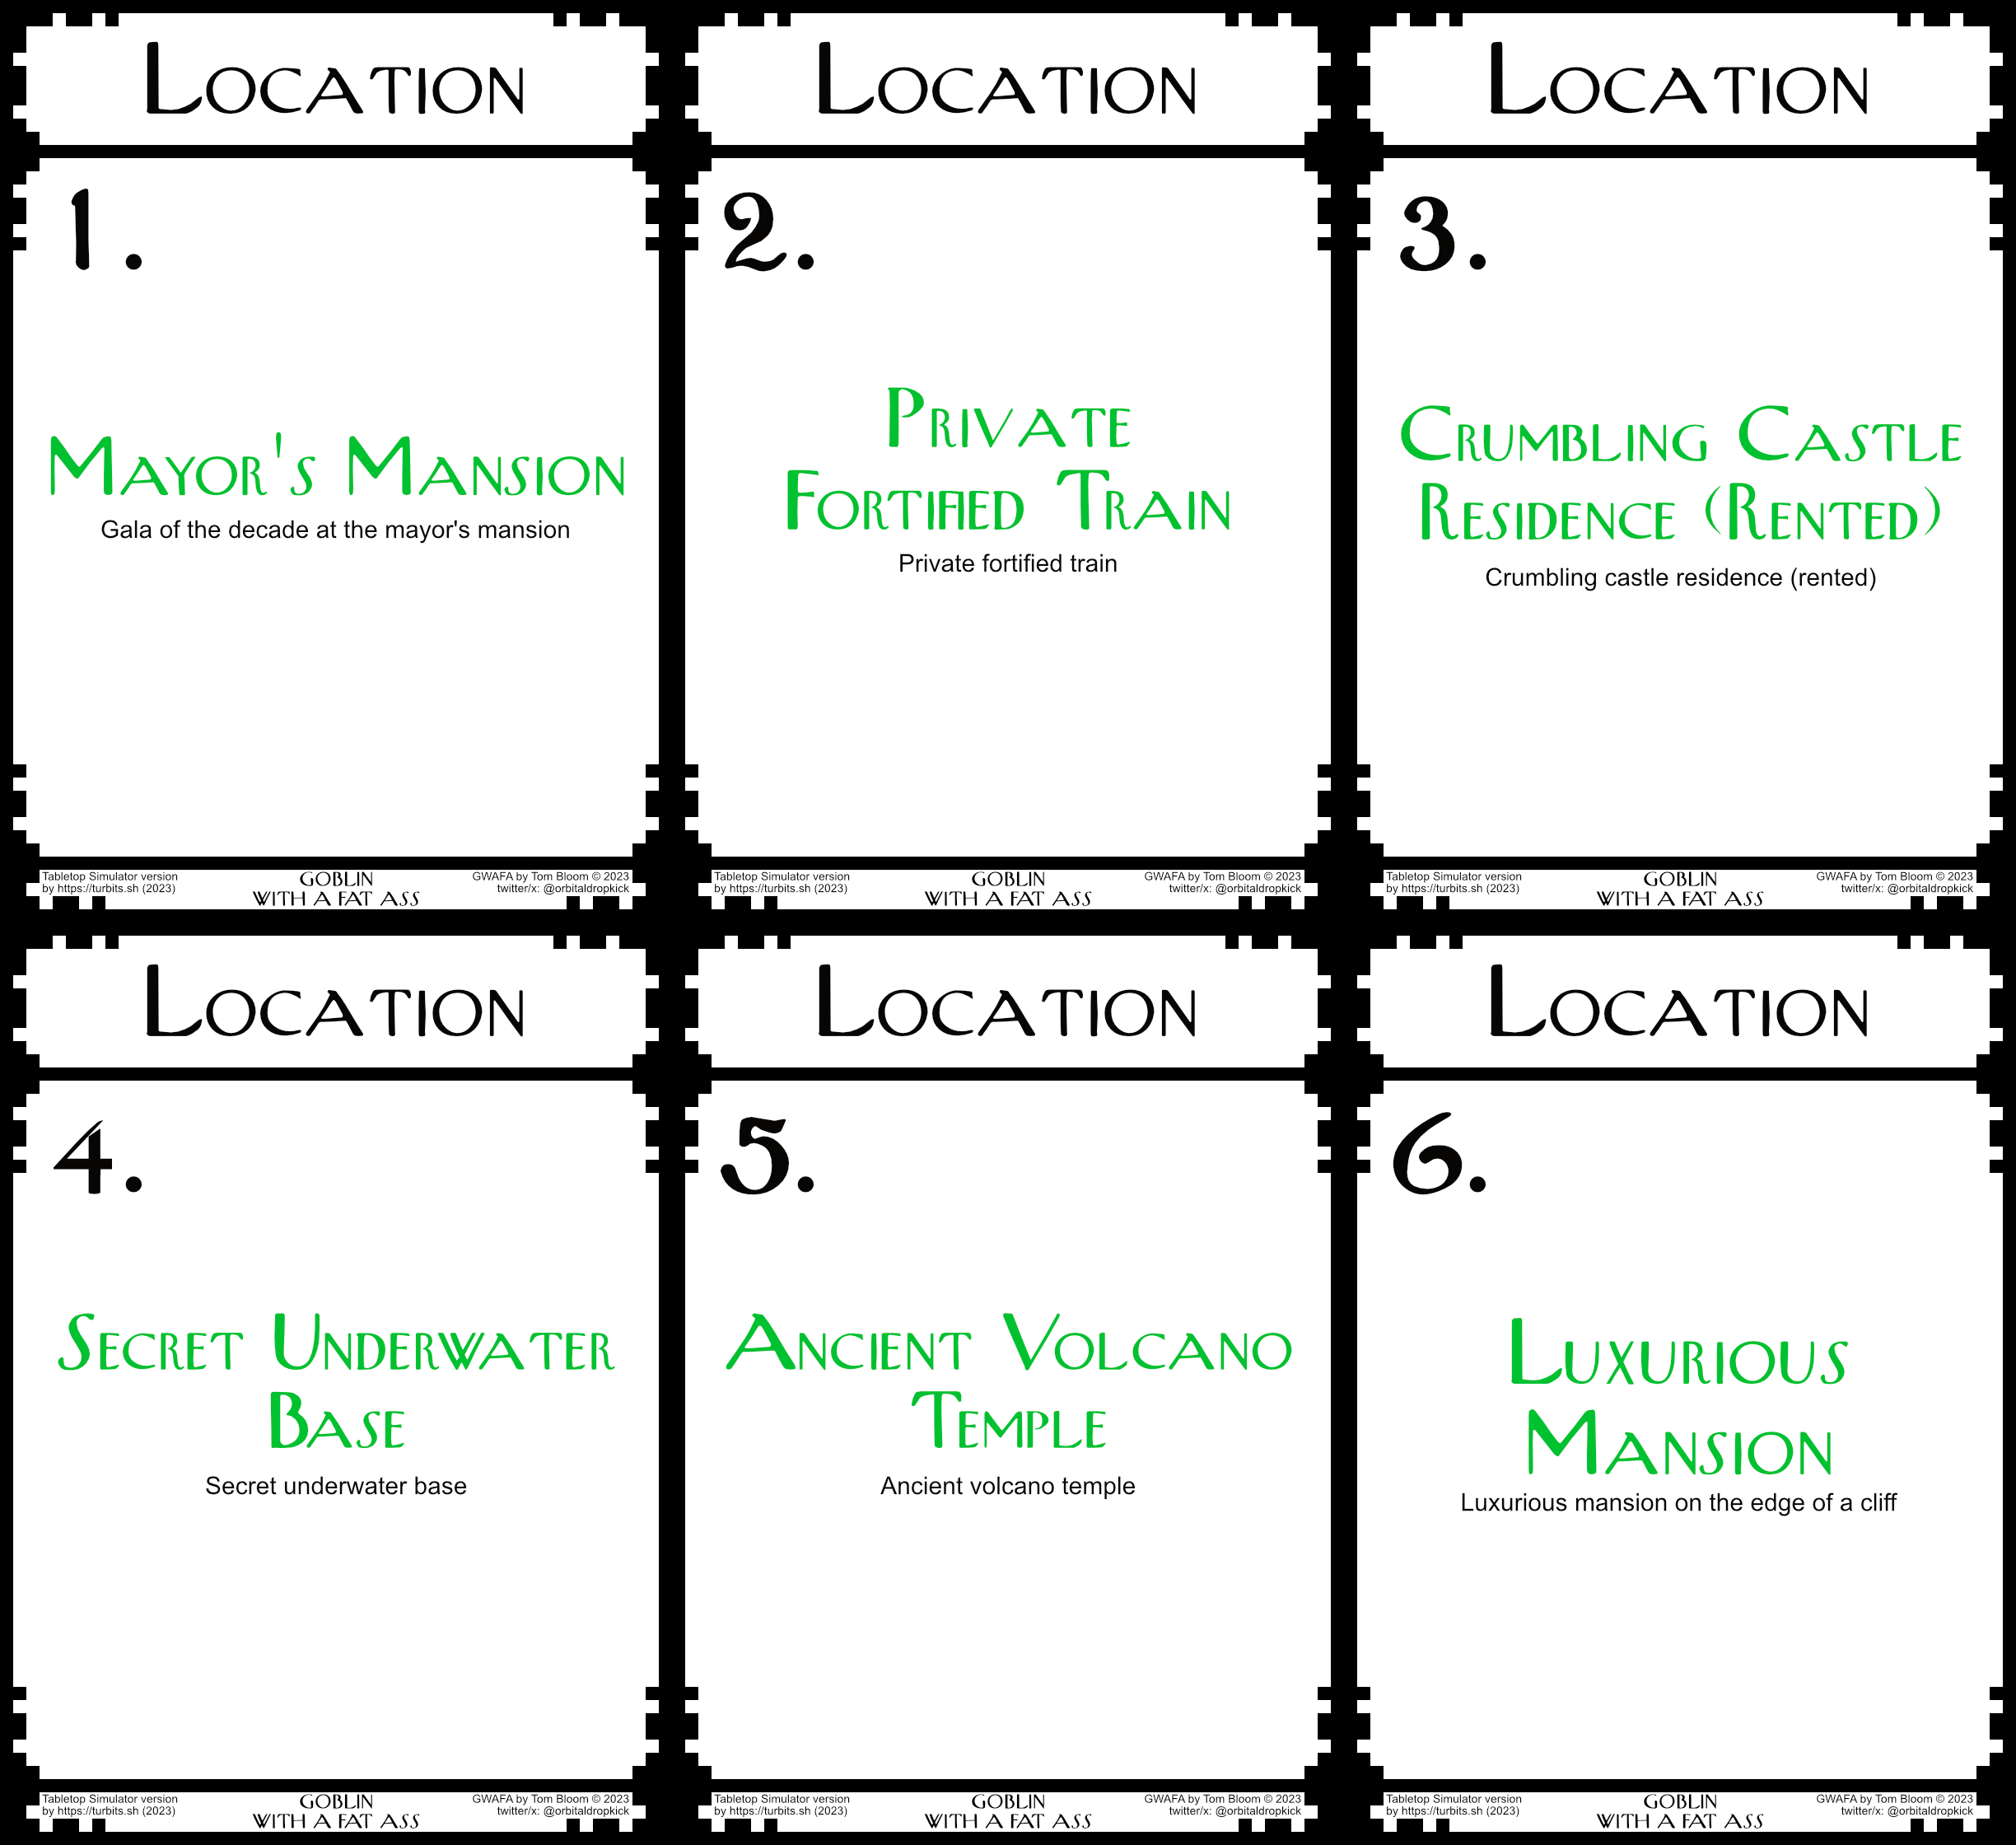 Location
1.
Mayor's Mansion
Gala of the decade at the mayor's mansion
Tabletop Simulator version
by https://turbits.sh (2023)
GOBLIN
WITH A FAT ASS
GWAFA by Tom Bloom © 2023
twitter/x: @orbitaldropkick
Location
2.
Private
Fortified Train
Private fortified train
Tabletop Simulator version
by https://turbits.sh (2023)
GOBLIN
WITH A FAT ASS
GWAFA by Tom Bloom © 2023
twitter/x: @orbitaldropkick
Location
3.
Crumbling Castle
Residence (Rented)
Crumbling castle residence (rented)
Tabletop Simulator version
by https://turbits.sh (2023)
GOBLIN
WITH A FAT ASS
GWAFA by Tom Bloom © 2023
twitter/x: @orbitaldropkick
Location
4.
Secret Underwater
Base
Secret underwater base
Tabletop Simulator version
by https://turbits.sh (2023)
GOBLIN
WITH A FAT ASS
GWAFA by Tom Bloom © 2023
twitter/x: @orbitaldropkick
Location
5.
Ancient Volcano
Temple
Ancient volcano temple
Tabletop Simulator version
by https://turbits.sh (2023)
GOBLIN
WITH A FAT ASS
GWAFA by Tom Bloom © 2023
twitter/x: @orbitaldropkick
Location
6.
Luxurious
Mansion
Luxurious mansion on the edge of a cliff
Tabletop Simulator version
by https://turbits.sh (2023)
GOBLIN
WITH A FAT ASS
GWAFA by Tom Bloom © 2023
twitter/x: @orbitaldropkick